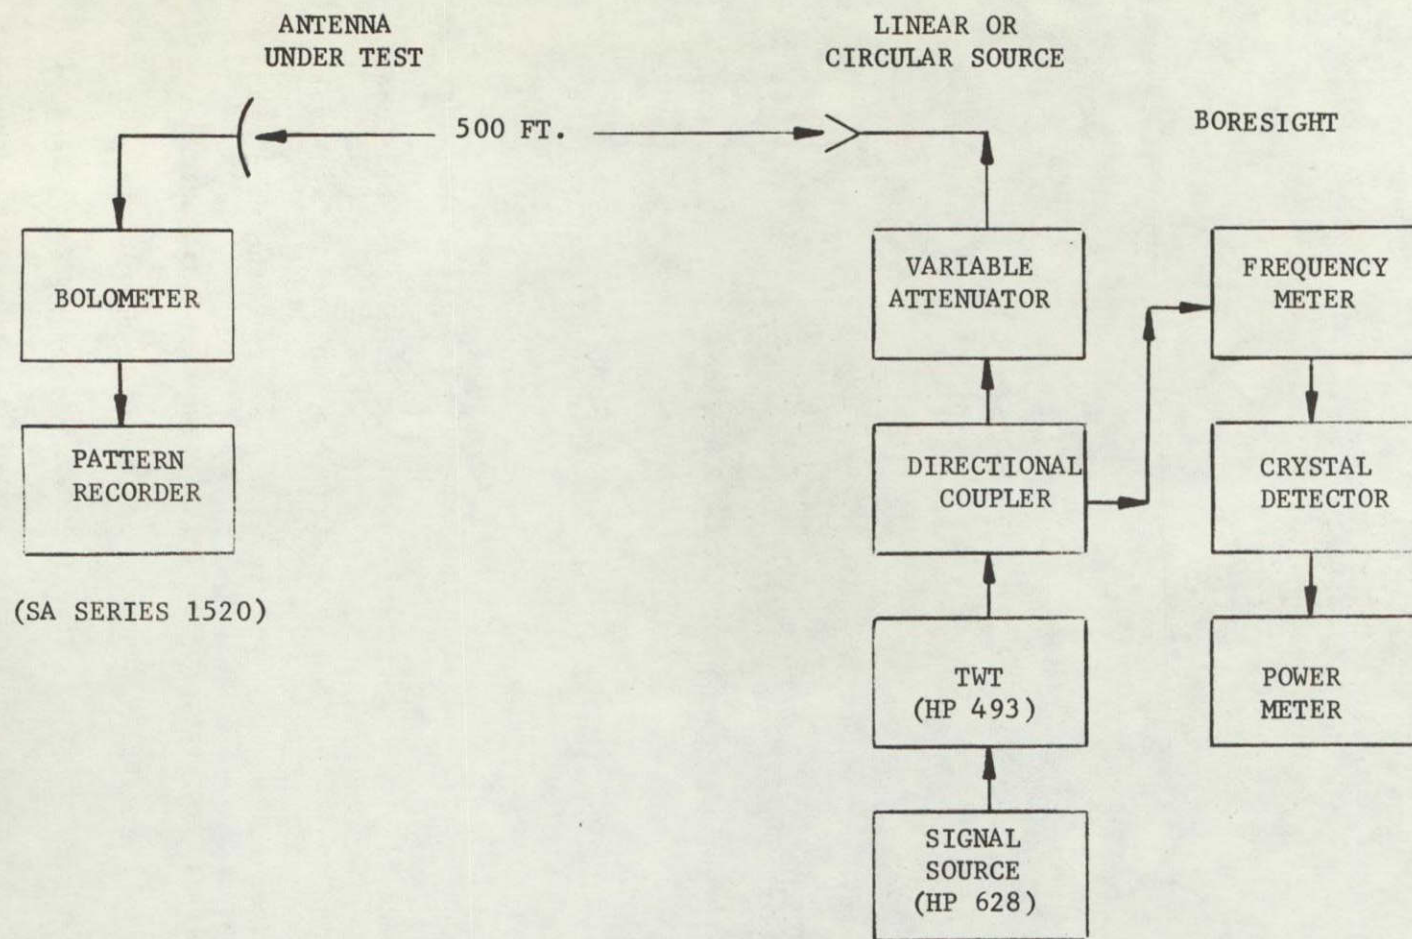 ANTENNA
UNDER TEST
LINEAR OR
CIRCULAR SOURCE
500 FT.
BORESIGHT
BOLOMETER
VARIABLE
ATTENUATOR
FREQUENCY
METER
PATTERN
RECORDER
DIRECTIONAL
COUPLER
CRYSTAL
DETECTOR
(SA SERIES 1520)
TWT
(HP 493)
POWER
METER
SIGNAL
SOURCE
(HP 628)